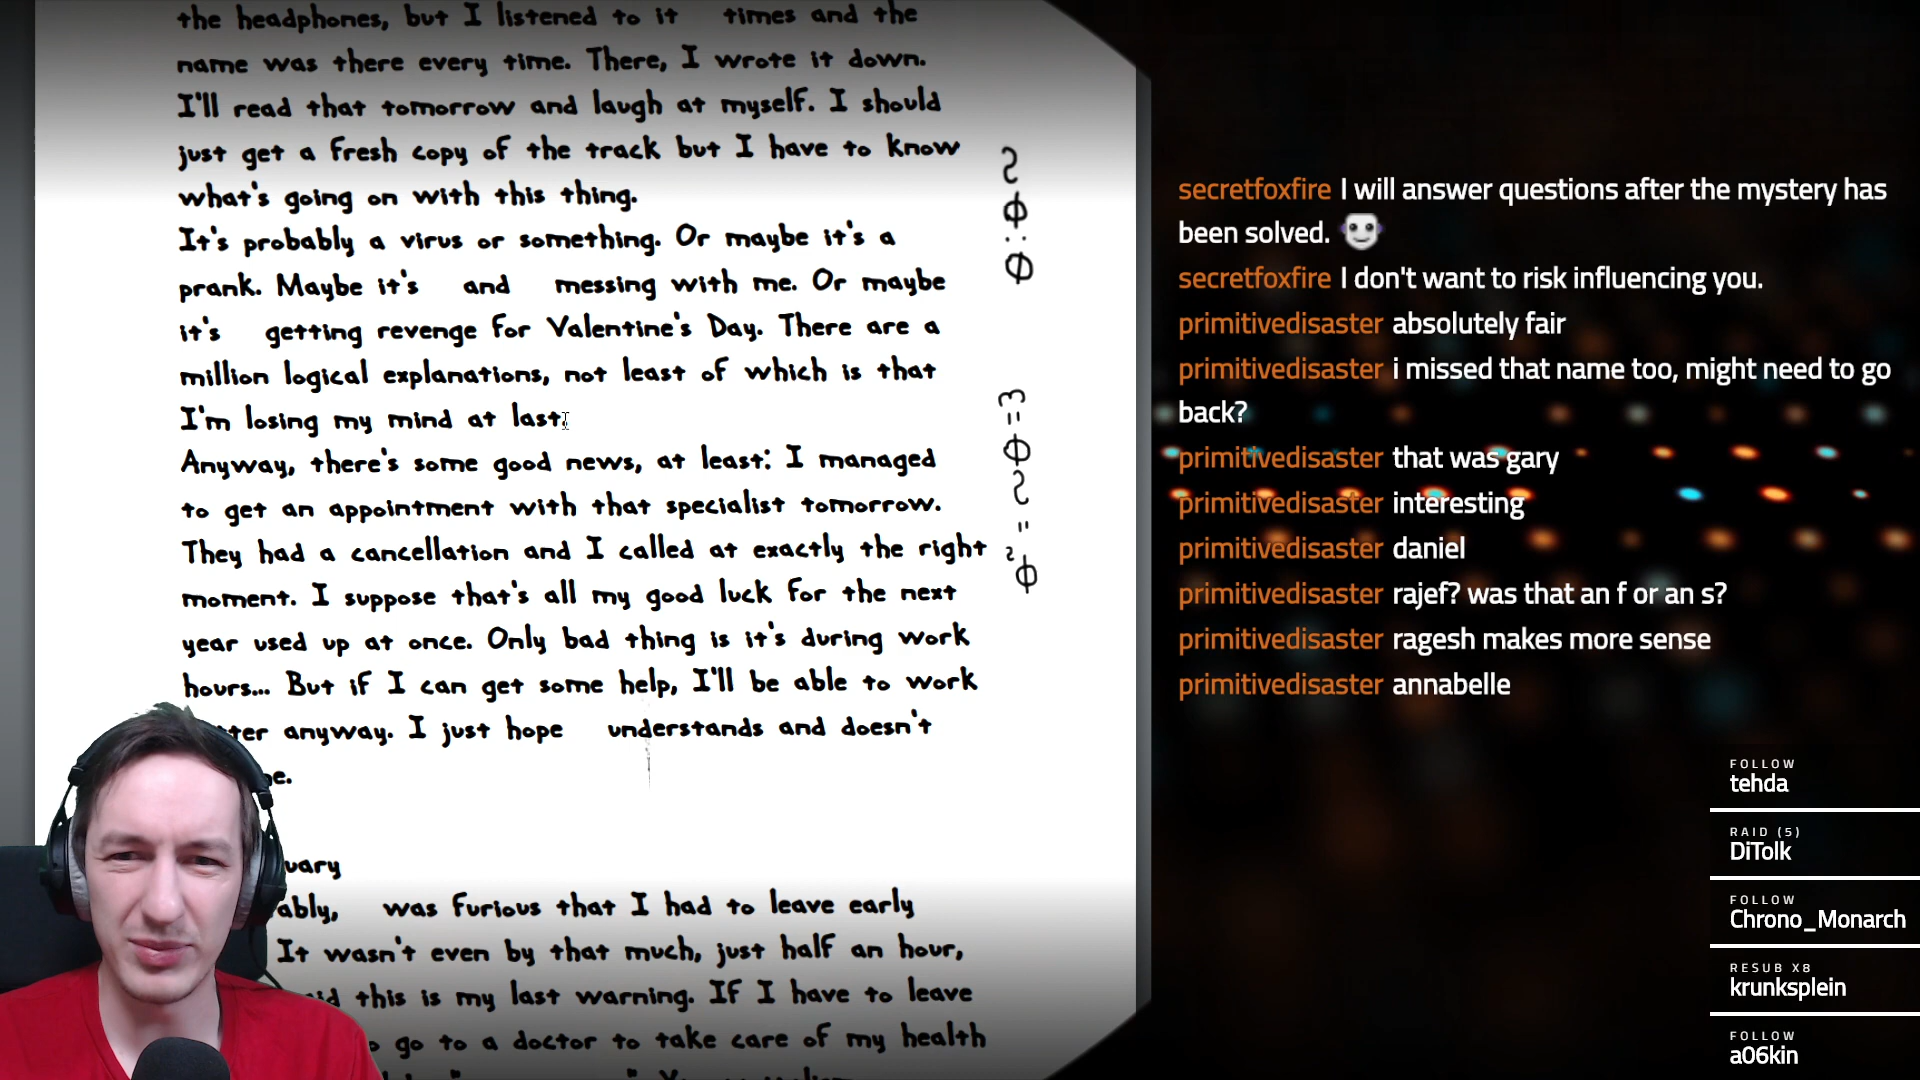 the headphones, but I listened to it times and the
name was there every time. There, I wrote it down.
I'll read that tomorrow and laugh at myself. I should
just get a fresh copy of the track but I have to know
what's going on with this thing.
It's probably a virus or something. Or maybe it's a
prank. Maybe it's and messing with me. Or maybe
it's getting revenge for Valentine's Day. There are a
million logical explanations, not least of which is that
I'm losing my mind at last.
Anyway, there's some good news, at least: I managed
to get an appointment with that specialist tomorrow.
They had a cancellation and I called at exactly the right
moment. I suppose that's all my good luck for the next
year used up at once. Only bad thing is it's during work
hours... But if I can get some help, I'll be able to work
anyway. I just hope understands and doesn't
was furious that I had to leave early
It wasn't even by that much, just half an hour,
this is my last warning. If I have to leave
go to a doctor to take care of my health
secretfoxfire I will answer questions after the mystery has
been solved.
secretfoxfire I don't want to risk influencing you.
primitivedisaster absolutely fair
primitivedisaster i missed that name too, might need to go
back?
primitivedisaster that was gary
primitivedisaster interesting
primitivedisaster daniel
primitivedisaster rajef? was that an f or an s?
primitivedisaster ragesh makes more sense
primitivedisaster annabelle
FOLLOW
tehda
RAID (5)
DiTolk
FOLLOW
Chrono_Monarch
RESUB X8
krunksplein
FOLLOW
a06kin